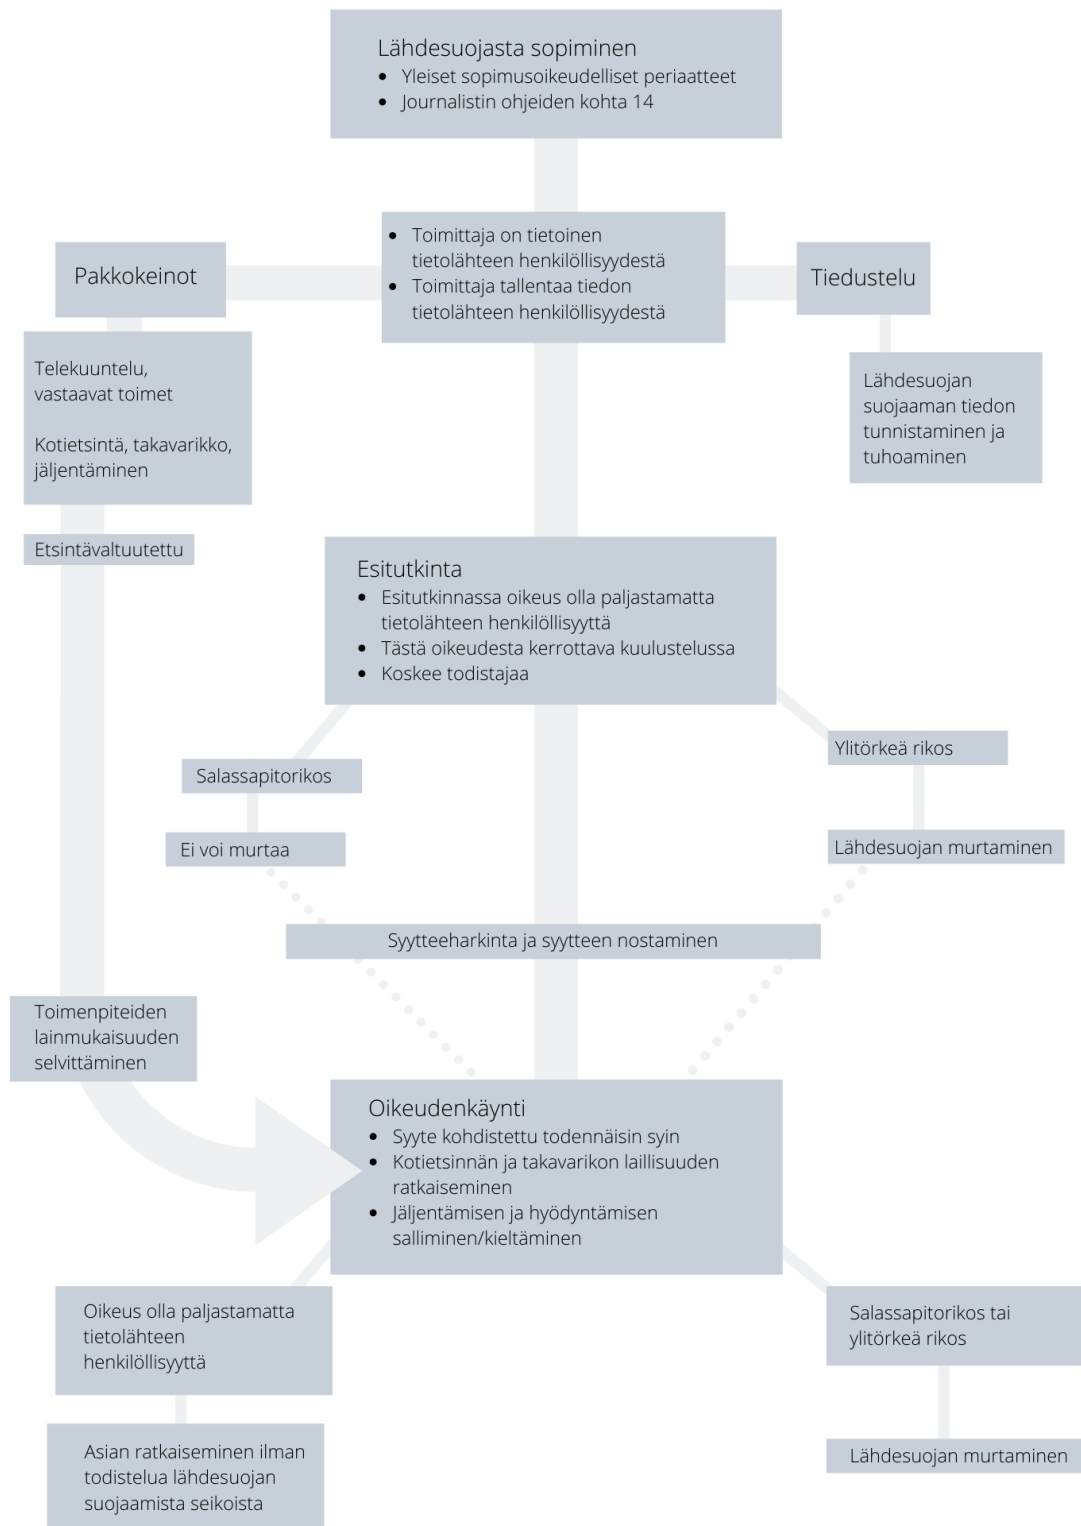 Lähdesuojasta sopiminen
• Yleiset sopimusoikeudelliset periaatteet
• Journalistin ohjeiden kohta 14
• Toimittaja on tietoinen
tietolähteen henkilöllisyydestä
• Toimittaja tallentaa tiedon
tietolähteen henkilöllisyydestä
Pakkokeinot
Tiedustelu
Telekuuntelu,
vastaavat toimet
Kotietsintä, takavarikko,
jäljentäminen
Lähdesuojan
suojaaman tiedon
tunnistaminen ja
tuhoaminen
Etsintävaltuutettu
Esitutkinta
• Esitutkinnassa oikeus olla paljastamatta
tietolähteen henkilöllisyyttä
• Tästä oikeudesta kerrottava kuulustelussa
• Koskee todistajaa
Salassapitorikos
Ei voi murtaa
Ylitörkeä rikos
Lähdesuojan murtaminen
Syytteeharkinta ja syytteen nostaminen
Toimenpiteiden
lainmukaisuuden
selvittäminen
Oikeudenkäynti
• Syyte kohdistettu todennäisin syin
• Kotietsinnän ja takavarikon laillisuuden
ratkaiseminen
• Jäljentämisen ja hyödyntämisen
salliminen/kieltäminen
Oikeus olla paljastamatta
tietolähteen
henkilöllisyyttä
Asian ratkaiseminen ilman
todistelua lähdesuojan
suojaamista seikoista
Salassapitorikos tai
ylitörkeä rikos
Lähdesuojan murtaminen